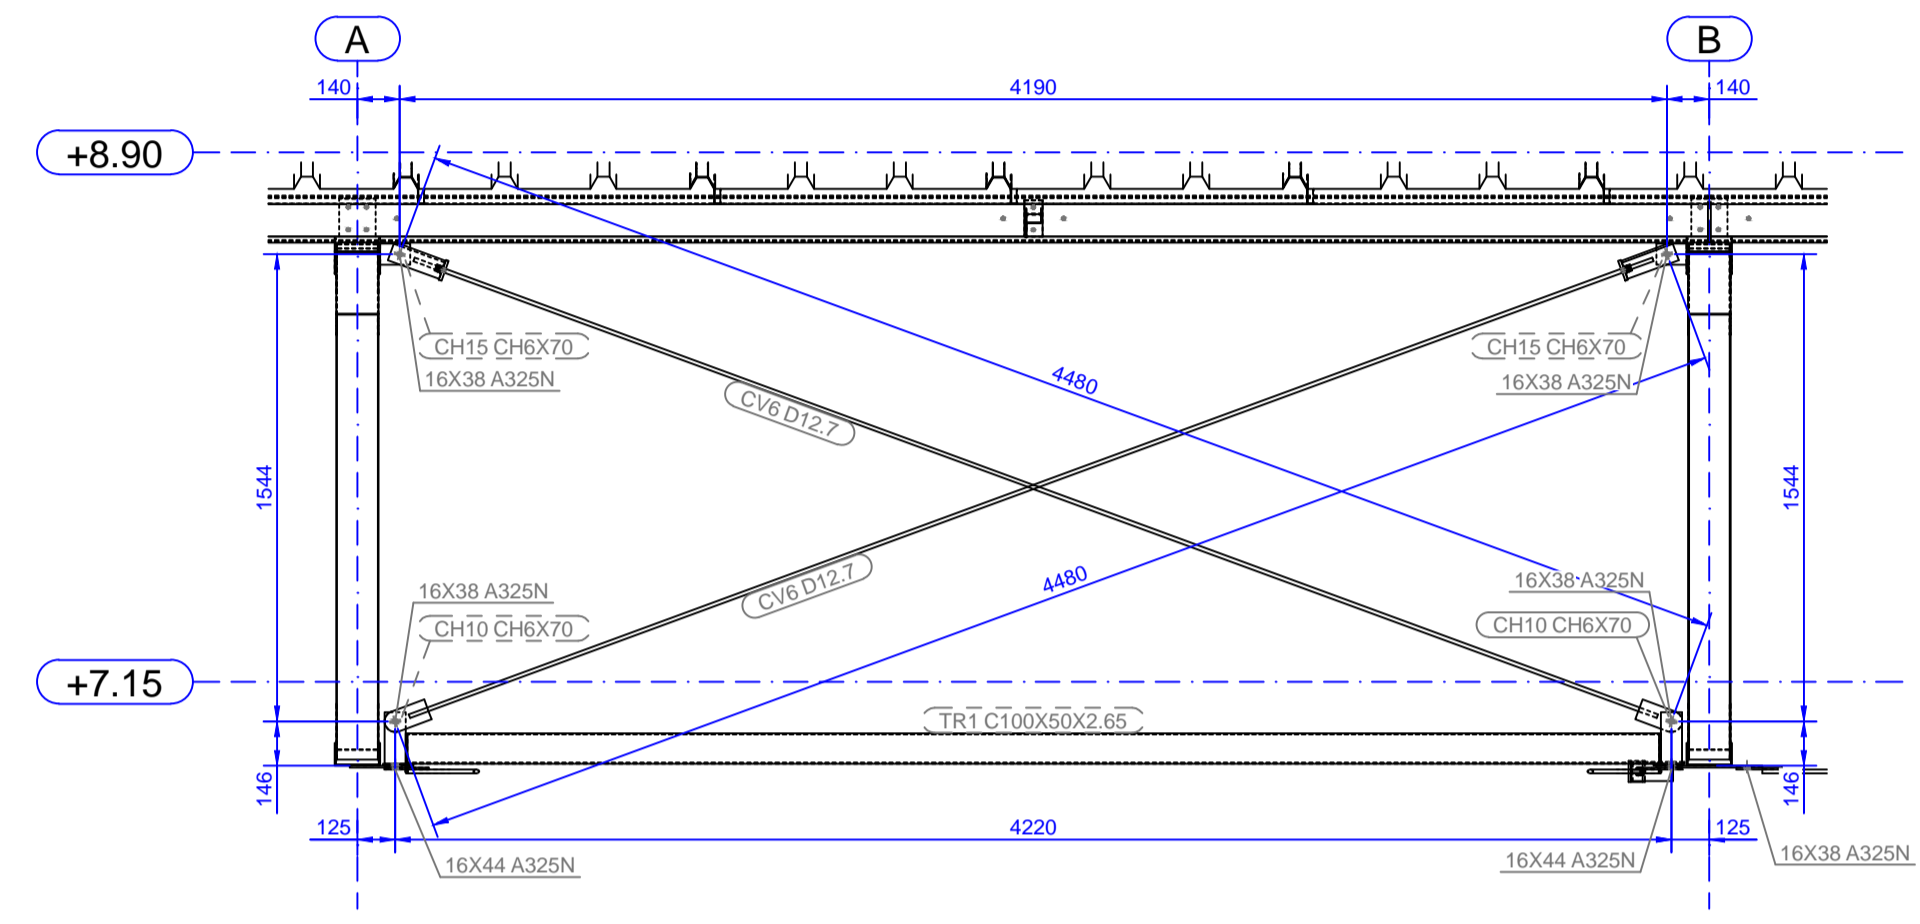 A
B
140
4190
140
+8.90
CH15 CH6X70
16X38 A325N
CH15 CH6X70
16X38 A325N
4480
CV6 D12.7
1544
1544
4480
CV6 D12.7
16X38 A325N
CH10 CH6X70
16X38 A325N
CH10 CH6X70
+7.15
TR1 C100X50X2.65
146
146
125
4220
125
16X44 A325N
16X44 A325N
16X38 A325N